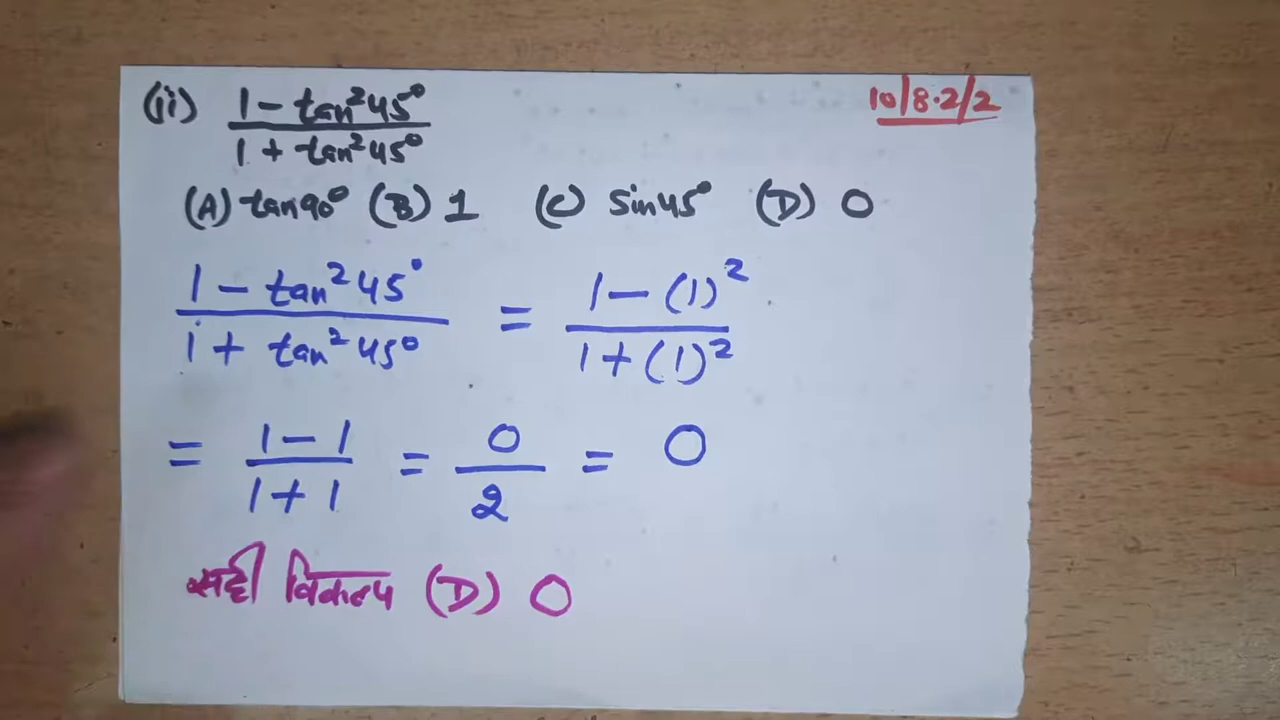 (ii) 1 - tan²45° / 1 + tan²45°
10/8.2/2
(A) tan90° (B) 1 (C) sin45° (D) 0
1 - tan²45° / 1 + tan²45° = 1 - (1)² / 1 + (1)²
= 1 - 1 / 1 + 1 = 0 / 2 = 0
सही विकल्प (D) 0